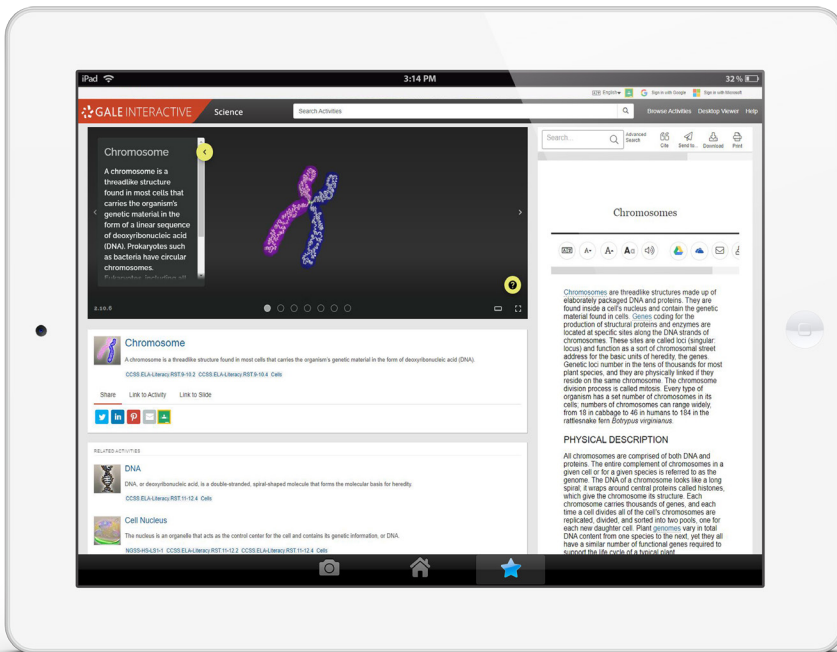 iPad
3:14 PM
32 %
English
Sign in with Google
Sign in with Microsoft
GALE INTERACTIVE
Science
Search Activities
Browse Activities
Desktop Viewer
Help
Chromosome
A chromosome is a
threadlike structure
found in most cells that
carries the organism's
genetic material in the
form of a linear sequence
of deoxyribonucleic acid
(DNA). Prokaryotes such
as bacteria have circular
chromosomes.
Eukaryotes, including all
2.10.6
Chromosome
A chromosome is a threadlike structure found in most cells that carries the organism's genetic material in the form of deoxyribonucleic acid (DNA).
CCSS.ELA-Literacy.RST.9-10.2 CCSS.ELA-Literacy.RST.9-10.4 Cells
Share
Link to Activity
Link to Slide
RELATED ACTIVITIES
DNA
DNA, or deoxyribonucleic acid, is a double-stranded, spiral-shaped molecule that forms the molecular basis for heredity.
CCSS.ELA-Literacy.RST.11-12.4 Cells
Cell Nucleus
The nucleus is an organelle that acts as the control center for the cell and contains its genetic information, or DNA.
NGSS-HS-LS1-1 CCSS.ELA-Literacy.RST.11-12.2 CCSS.ELA-Literacy.RST.11-12.4 Cells
Search...
Advanced
Search
Cite
Send to...
Download
Print
Chromosomes
A-
A+
Chromosomes are threadlike structures made up of
elaborately packaged DNA and proteins. They are
found inside a cell's nucleus and contain the genetic
material found in cells. Genes coding for the
production of structural proteins and enzymes are
located at specific sites along the DNA strands of
chromosomes. These sites are called loci (singular:
locus) and function as a sort of chromosomal street
address for the basic units of heredity, the genes.
Genetic loci number in the tens of thousands for most
plant species, and they are physically linked if they
reside on the same chromosome. The chromosome
division process is called mitosis. Every type of
organism has a set number of chromosomes in its
cells; numbers of chromosomes can range widely,
from 18 in cabbage to 46 in humans to 184 in the
rattlesnake fern Botrypus virginianus.
PHYSICAL DESCRIPTION
All chromosomes are comprised of both DNA and
proteins. The entire complement of chromosomes in a
given cell or for a given species is referred to as the
genome. The DNA of a chromosome looks like a long
spiral; it wraps around central proteins called histones,
which give the chromosome its structure. Each
chromosome carries thousands of genes, and each
time a cell divides all of the cell's chromosomes are
replicated, divided, and sorted into two pools, one for
each new daughter cell. Plant genomes vary in total
DNA content from one species to the next, yet they all
have a similar number of functional genes required to
support the life cycle of a typical plant.